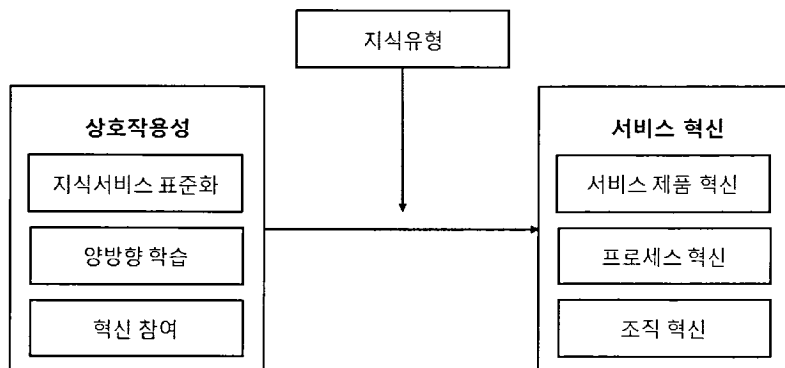 지식유형
상호작용성
지식서비스 표준화
양방향 학습
혁신 참여
서비스 혁신
서비스 제품 혁신
프로세스 혁신
조직 혁신